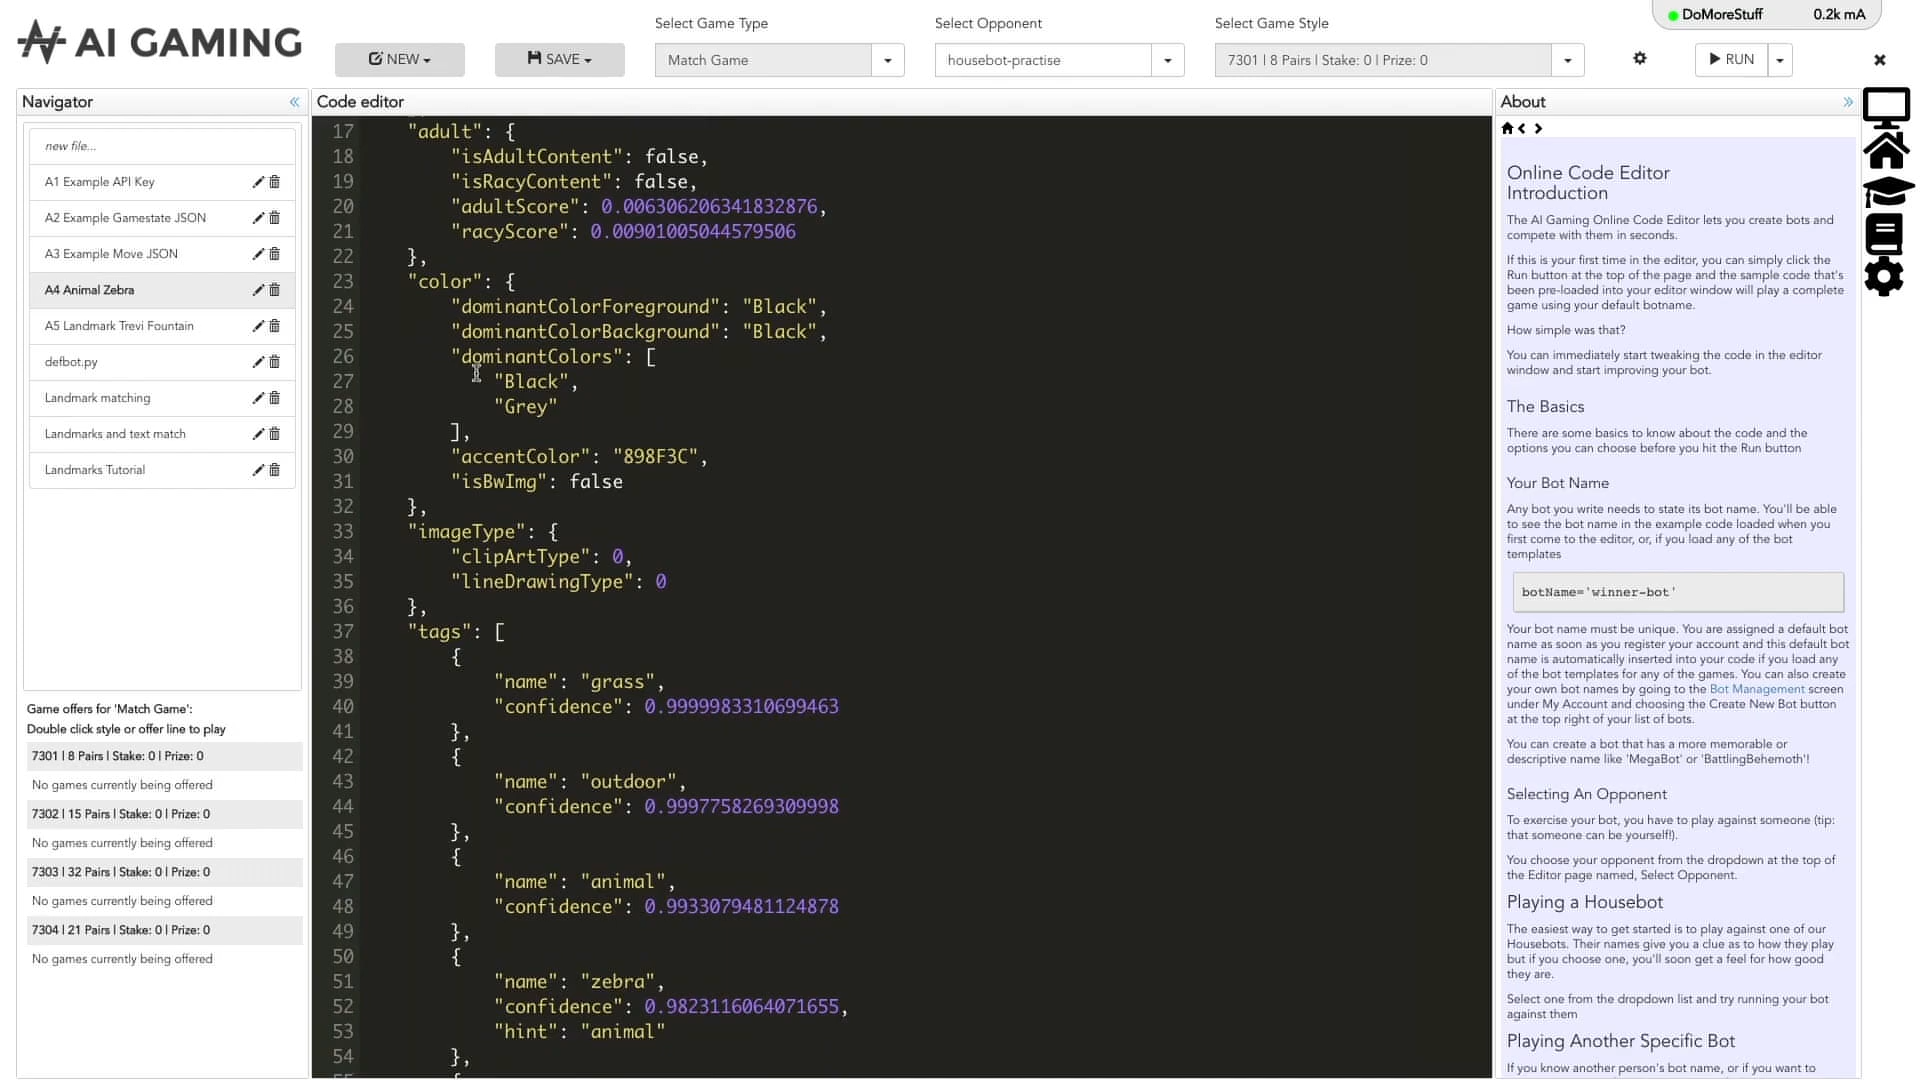 AI GAMING
NEW
SAVE
Select Game Type
Match Game
Select Opponent
housebot-practise
Select Game Style
7301 | 8 Pairs | Stake: 0 | Prize: 0
DoMoreStuff 0.2k mA
RUN
Navigator
new file...
A1 Example API Key
A2 Example Gamestate JSON
A3 Example Move JSON
A4 Animal Zebra
A5 Landmark Trevi Fountain
defbot.py
Landmark matching
Landmarks and text match
Landmarks Tutorial
Game offers for 'Match Game':
Double click style or offer line to play
7301 | 8 Pairs | Stake: 0 | Prize: 0
No games currently being offered
7302 | 15 Pairs | Stake: 0 | Prize: 0
No games currently being offered
7303 | 32 Pairs | Stake: 0 | Prize: 0
No games currently being offered
7304 | 21 Pairs | Stake: 0 | Prize: 0
No games currently being offered
Code editor
17 "adult": {
18 "isAdultContent": false,
19 "isRacyContent": false,
20 "adultScore": 0.006306206341832876,
21 "racyScore": 0.00901005044579506
22 },
23 "color": {
24 "dominantColorForeground": "Black",
25 "dominantColorBackground": "Black",
26 "dominantColors": [
27 "Black",
28 "Grey"
29 ],
30 "accentColor": "898F3C",
31 "isBwImg": false
32 },
33 "imageType": {
34 "clipArtType": 0,
35 "lineDrawingType": 0
36 },
37 "tags": [
38 {
39 "name": "grass",
40 "confidence": 0.9999983310699463
41 },
42 {
43 "name": "outdoor",
44 "confidence": 0.9997758269309998
45 },
46 {
47 "name": "animal",
48 "confidence": 0.9933079481124878
49 },
50 {
51 "name": "zebra",
52 "confidence": 0.9823116064071655,
53 "hint": "animal"
54 },
About
Online Code Editor
Introduction
The AI Gaming Online Code Editor lets you create bots and
compete with them in seconds.
If this is your first time in the editor, you can simply click the
Run button at the top of the page and the sample code that's
been pre-loaded into your editor window will play a complete
game using your default botname.
How simple was that?
You can immediately start tweaking the code in the editor
window and start improving your bot.
The Basics
There are some basics to know about the code and the
options you can choose before you hit the Run button
Your Bot Name
Any bot you write needs to state its bot name. You'll be able
to see the bot name in the example code loaded when you
first come to the editor, or, if you load any of the bot
templates
botName='winner-bot'
Your bot name must be unique. You are assigned a default bot
name as soon as you register your account and this default bot
name is automatically inserted into your code if you load any
of the bot templates for any of the games. You can also create
your own bot names by going to the Bot Management screen
under My Account and choosing the Create New Bot button
at the top right of your list of bots.
You can create a bot that has a more memorable or
descriptive name like 'MegaBot' or 'BattlingBehemoth'!
Selecting An Opponent
To exercise your bot, you have to play against someone (tip:
that someone can be yourself!).
You choose your opponent from the dropdown at the top of
the Editor page named, Select Opponent.
Playing a Housebot
The easiest way to get started is to play against one of our
Housebots. Their names give you a clue as to how they play
but if you choose one, you'll soon get a feel for how good
they are.
Select one from the dropdown list and try running your bot
against them
Playing Another Specific Bot
If you know another person's bot name, or if you want to